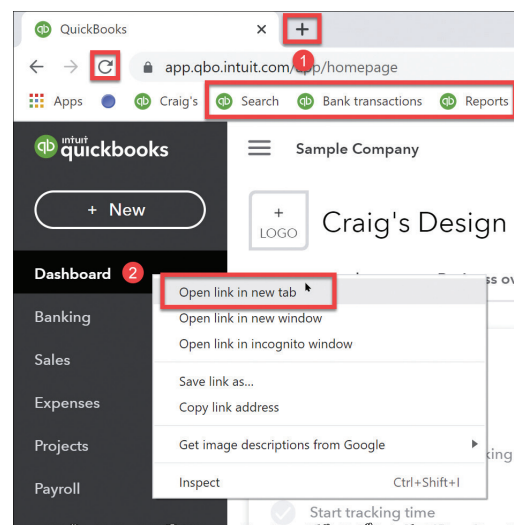 QuickBooks
1
app.qbo.intuit.com/app/homepage
Apps Craig's Search Bank transactions Reports
intuit quickbooks
Sample Company
+ New
+ LOGO
Craig's Design
Dashboard 2
Open link in new tab
Banking
Open link in new window
Open link in incognito window
Sales
Save link as...
Expenses
Copy link address
Projects
Get image descriptions from Google
Payroll
Inspect Ctrl+Shift+I
Start tracking time